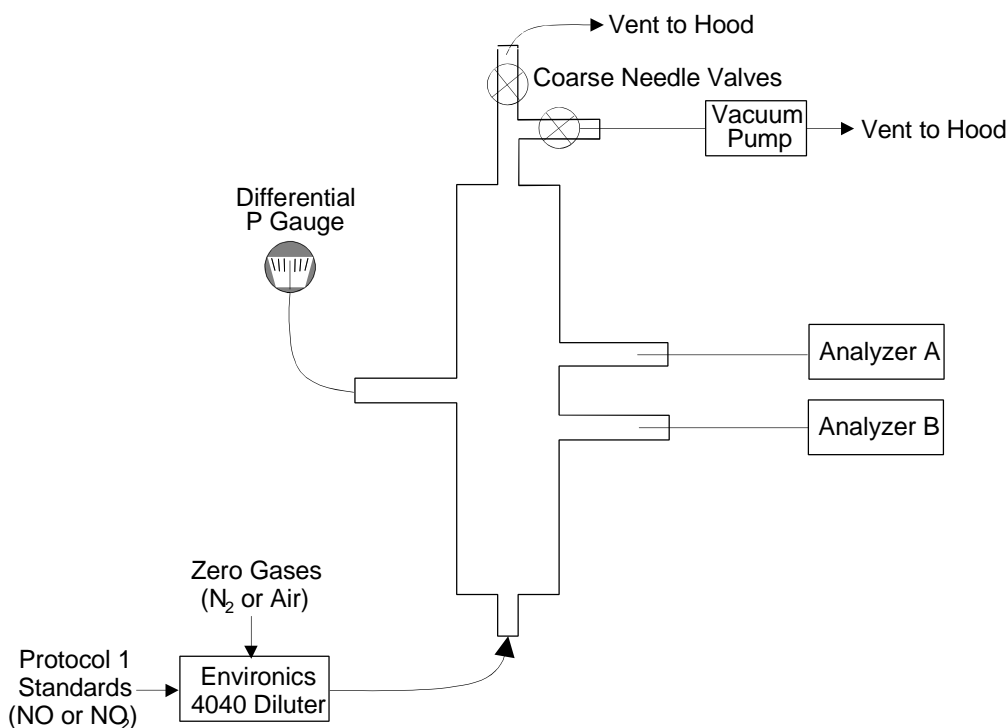 Vent to Hood
Coarse Needle Valves
Vacuum
Pump
Vent to Hood
Differential
P Gauge
Analyzer A
Analyzer B
Zero Gases
(N2 or Air)
Protocol 1
Standards
(NO or NO2)
Environics
4040 Diluter